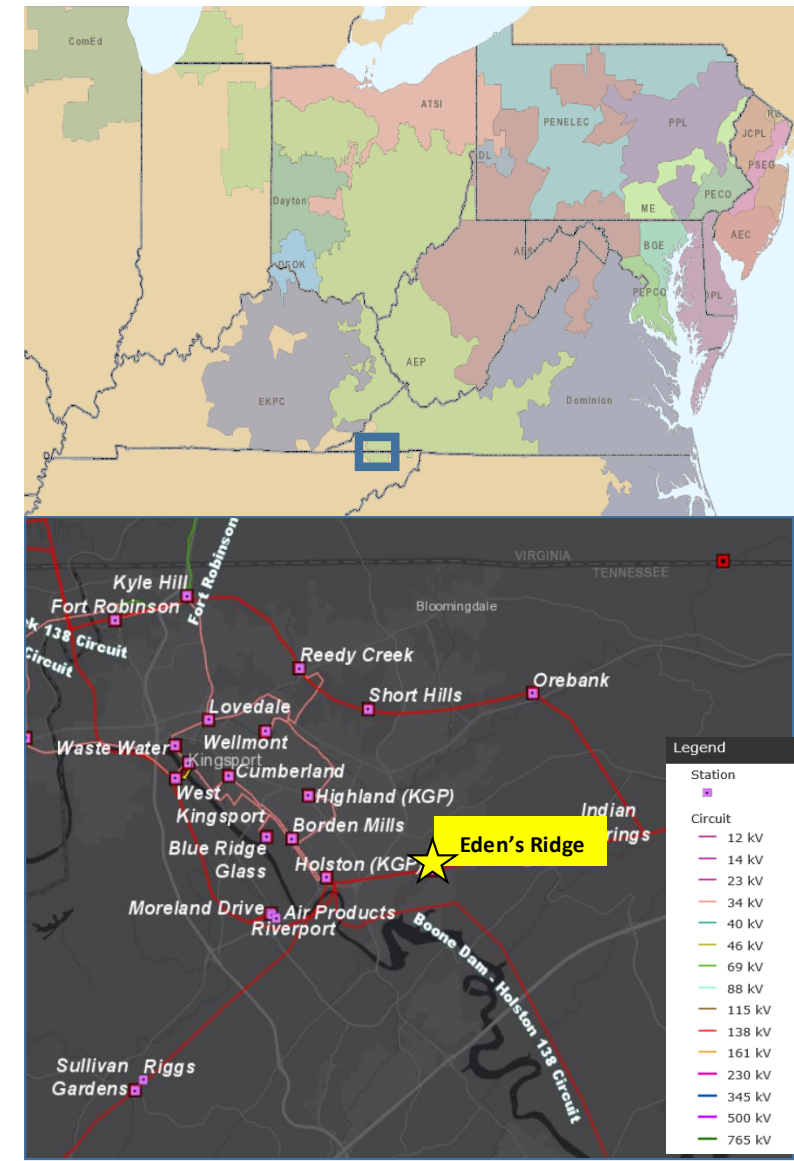 ComEd
ATSI
PENELEC
PPL
RE
JCPL
PSEG
DL
Dayton
PECO
ME
AEC
BGE
APS
DEOK
PEPCO
DPL
AEP
EKPC
Dominion
VIRGINIA
TENNESSEE
Kyle Hill
Fort Robinson
Fort Robinson
Bloomingdale
ek 138 Circuit
Circuit
Reedy Creek
Orebank
Short Hills
Lovedale
Waste Water
Wellmont
Kingsport
Cumberland
West
Kingsport
Highland (KGP)
Borden Mills
Blue Ridge
Glass
Holston (KGP)
Eden's Ridge
Indian
rings
Moreland Drive
Air Products
Riverport
Boone Dam - Holston 138 Circuit
Sullivan
Gardens
Riggs
Legend
Station
Circuit
12 kV
14 kV
23 kV
34 kV
40 kV
46 kV
69 kV
88 kV
115 kV
138 kV
161 kV
230 kV
345 kV
500 kV
765 kV